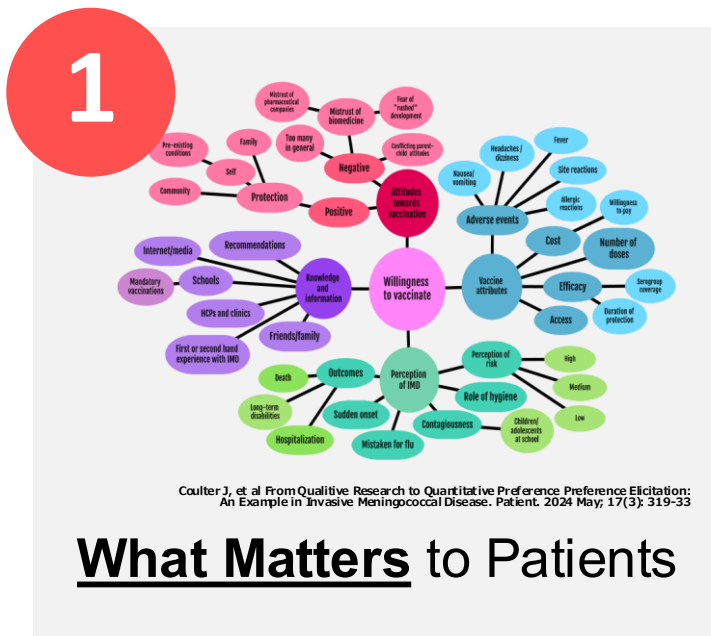 1
Mistrust of
pharmaceutical
companies
Mistrust of
biomedicine
Fear of
"rushed"
development
Too many
in general
Conflicting parent-
child attitudes
Negative
Pre-existing
conditions
Family
Self
Community
Protection
Positive
Attitudes
towards
vaccination
Fever
Headaches /
dizziness
Site reactions
Nausea/
vomiting
Allergic
reactions
Willingness
to pay
Adverse events
Cost
Number of
doses
Vaccine
attributes
Efficacy
Serogroup
coverage
Duration of
protection
Access
Willingness
to vaccinate
Internet/media
Recommendations
Mandatory
vaccinations
Schools
Knowledge
and
information
HCPs and clinics
Friends/family
First or second hand
experience with IMD
Death
Outcomes
Long-term
disabilities
Sudden onset
Hospitalization
Mistaken for flu
Perception
of IMD
Perception of
risk
High
Medium
Low
Role of hygiene
Contagiousness
Children/
adolescents
at school
Coulter J, et al From Qualitive Research to Quantitative Preference Preference Elicitation:
An Example in Invasive Meningococcal Disease. Patient. 2024 May; 17(3): 319-33
What Matters to Patients